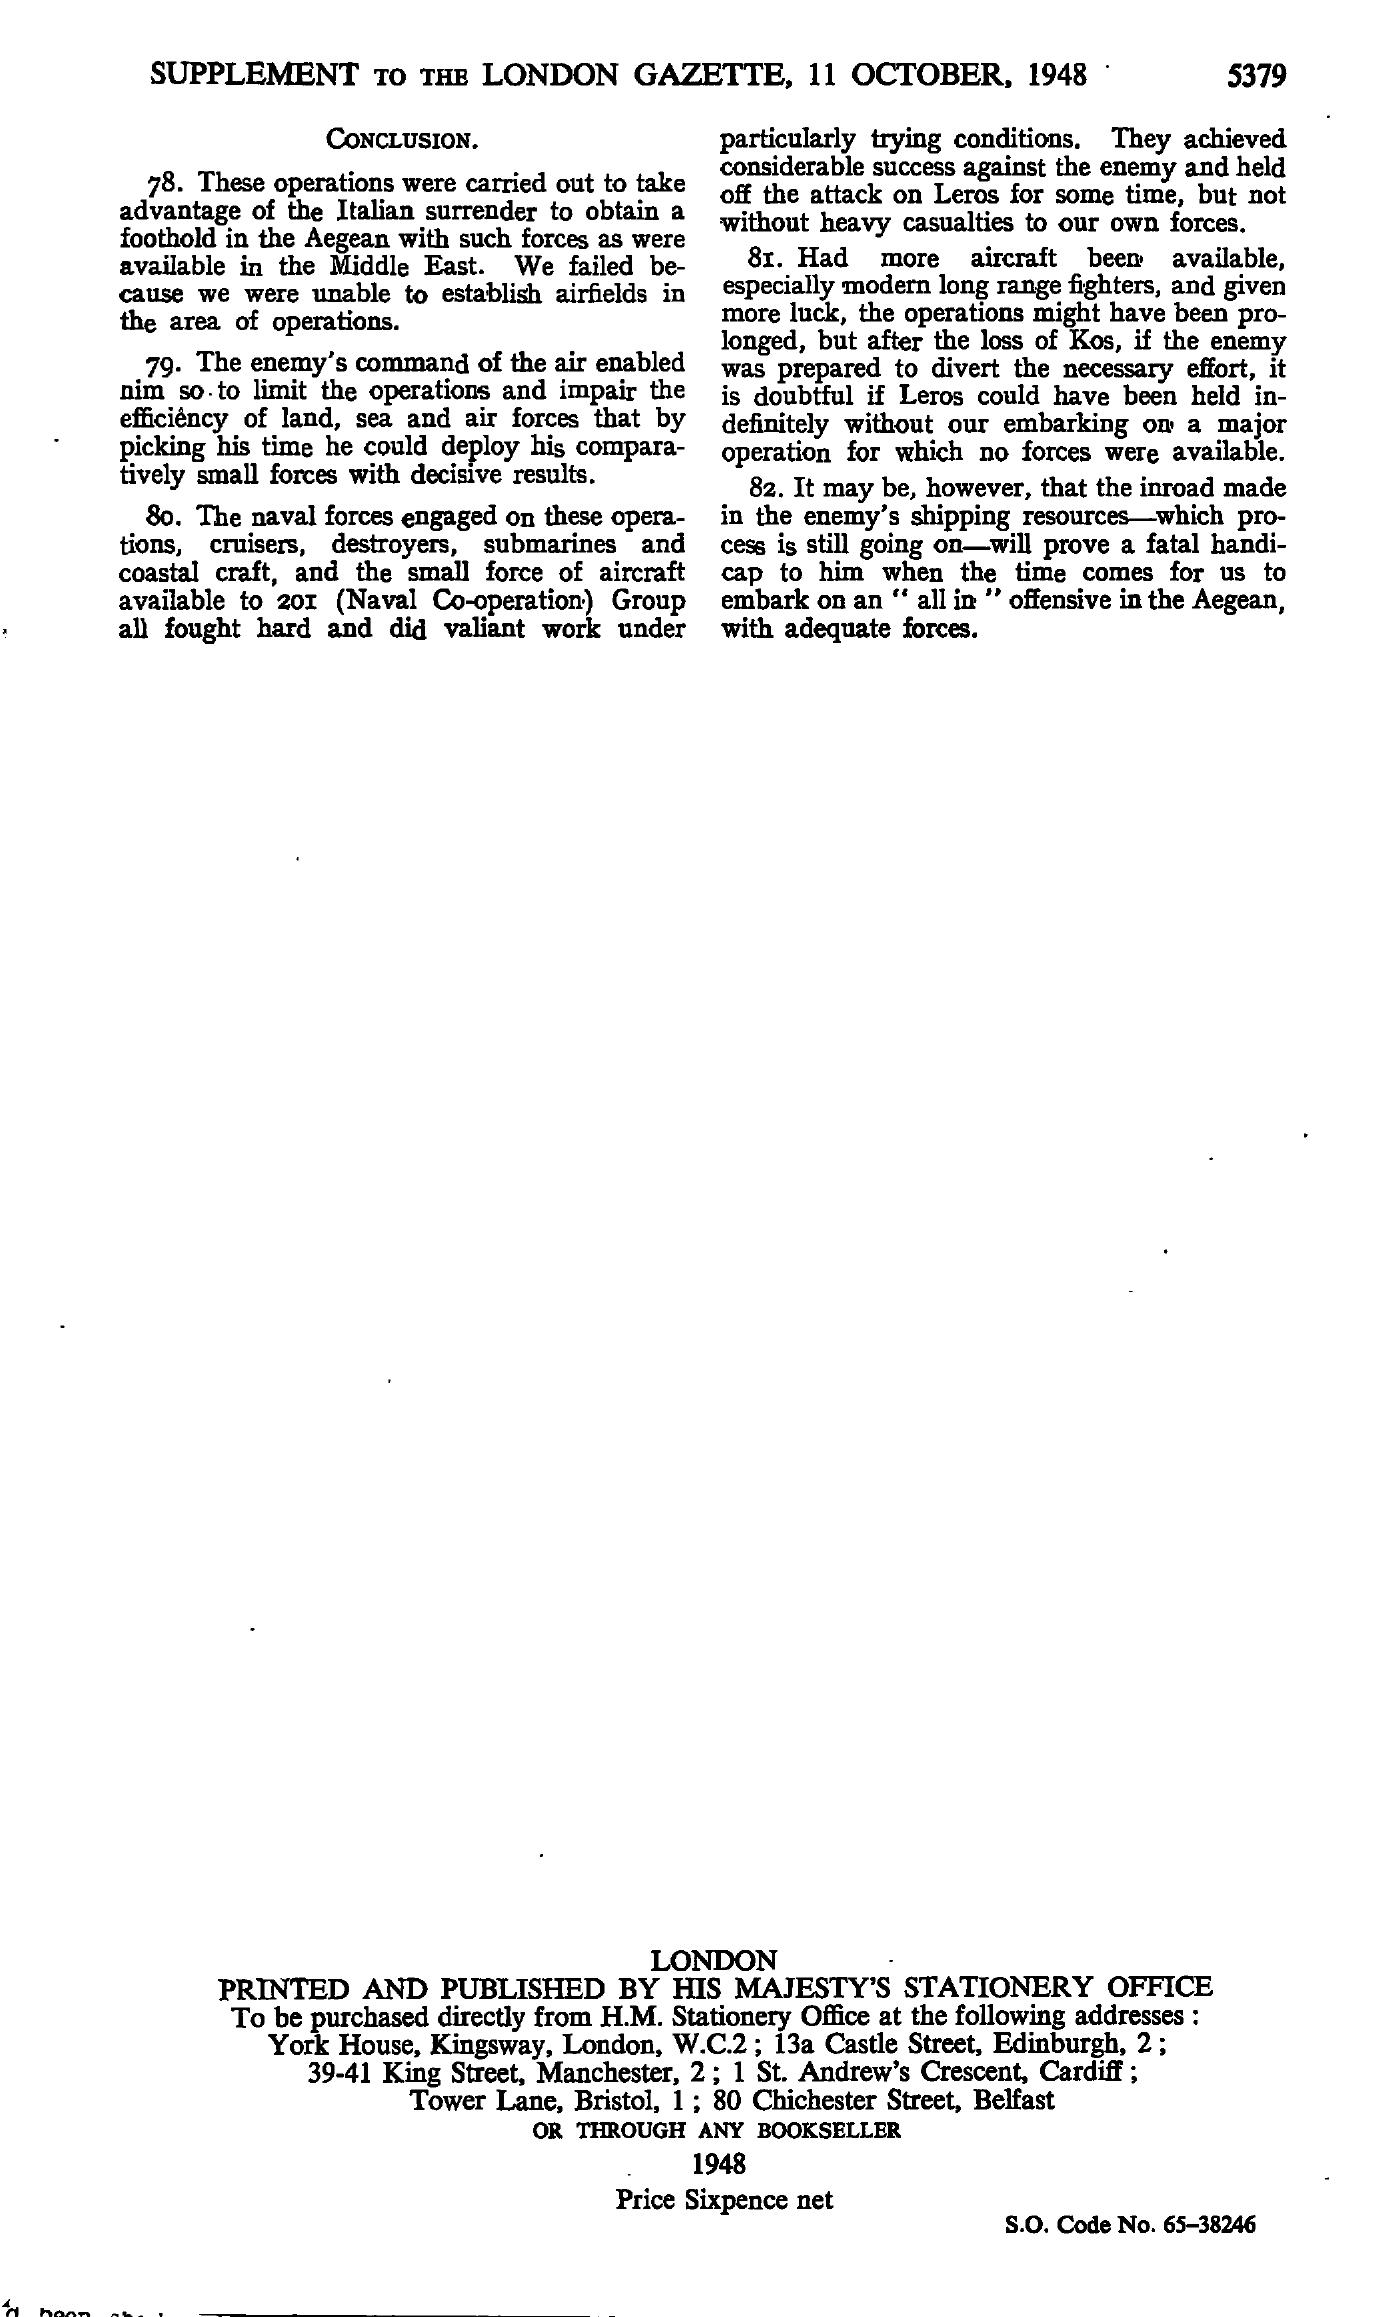 SUPPLEMENT TO THE LONDON GAZETTE, 11 OCTOBER, 1948 5379
CONCLUSION.
78. These operations were carried out to take
advantage of the Italian surrender to obtain a
foothold in the Aegean with such forces as were
available in the Middle East. We failed be-
cause we were unable to establish airfields in
the area of operations.
79. The enemy's command of the air enabled
nim so to limit the operations and impair the
efficiency of land, sea and air forces that by
picking his time he could deploy his compara-
tively small forces with decisive results.
80. The naval forces engaged on these opera-
tions, cruisers, destroyers, submarines and
coastal craft, and the small force of aircraft
available to 201 (Naval Co-operation) Group
all fought hard and did valiant work under
particularly trying conditions. They achieved
considerable success against the enemy and held
off the attack on Leros for some time, but not
without heavy casualties to our own forces.
81. Had more aircraft been available,
especially modern long range fighters, and given
more luck, the operations might have been pro-
longed, but after the loss of Kos, if the enemy
was prepared to divert the necessary effort, it
is doubtful if Leros could have been held in-
definitely without our embarking on a major
operation for which no forces were available.
82. It may be, however, that the inroad made
in the enemy's shipping resources—which pro-
cess is still going on—will prove a fatal handi-
cap to him when the time comes for us to
embark on an " all in " offensive in the Aegean,
with adequate forces.
LONDON
PRINTED AND PUBLISHED BY HIS MAJESTY'S STATIONERY OFFICE
To be purchased directly from H.M. Stationery Office at the following addresses :
York House, Kingsway, London, W.C.2 ; 13a Castle Street, Edinburgh, 2 ;
39-41 King Street, Manchester, 2 ; 1 St. Andrew's Crescent, Cardiff ;
Tower Lane, Bristol, 1 ; 80 Chichester Street, Belfast
OR THROUGH ANY BOOKSELLER
1948
Price Sixpence net
S.O. Code No. 65–38246
been